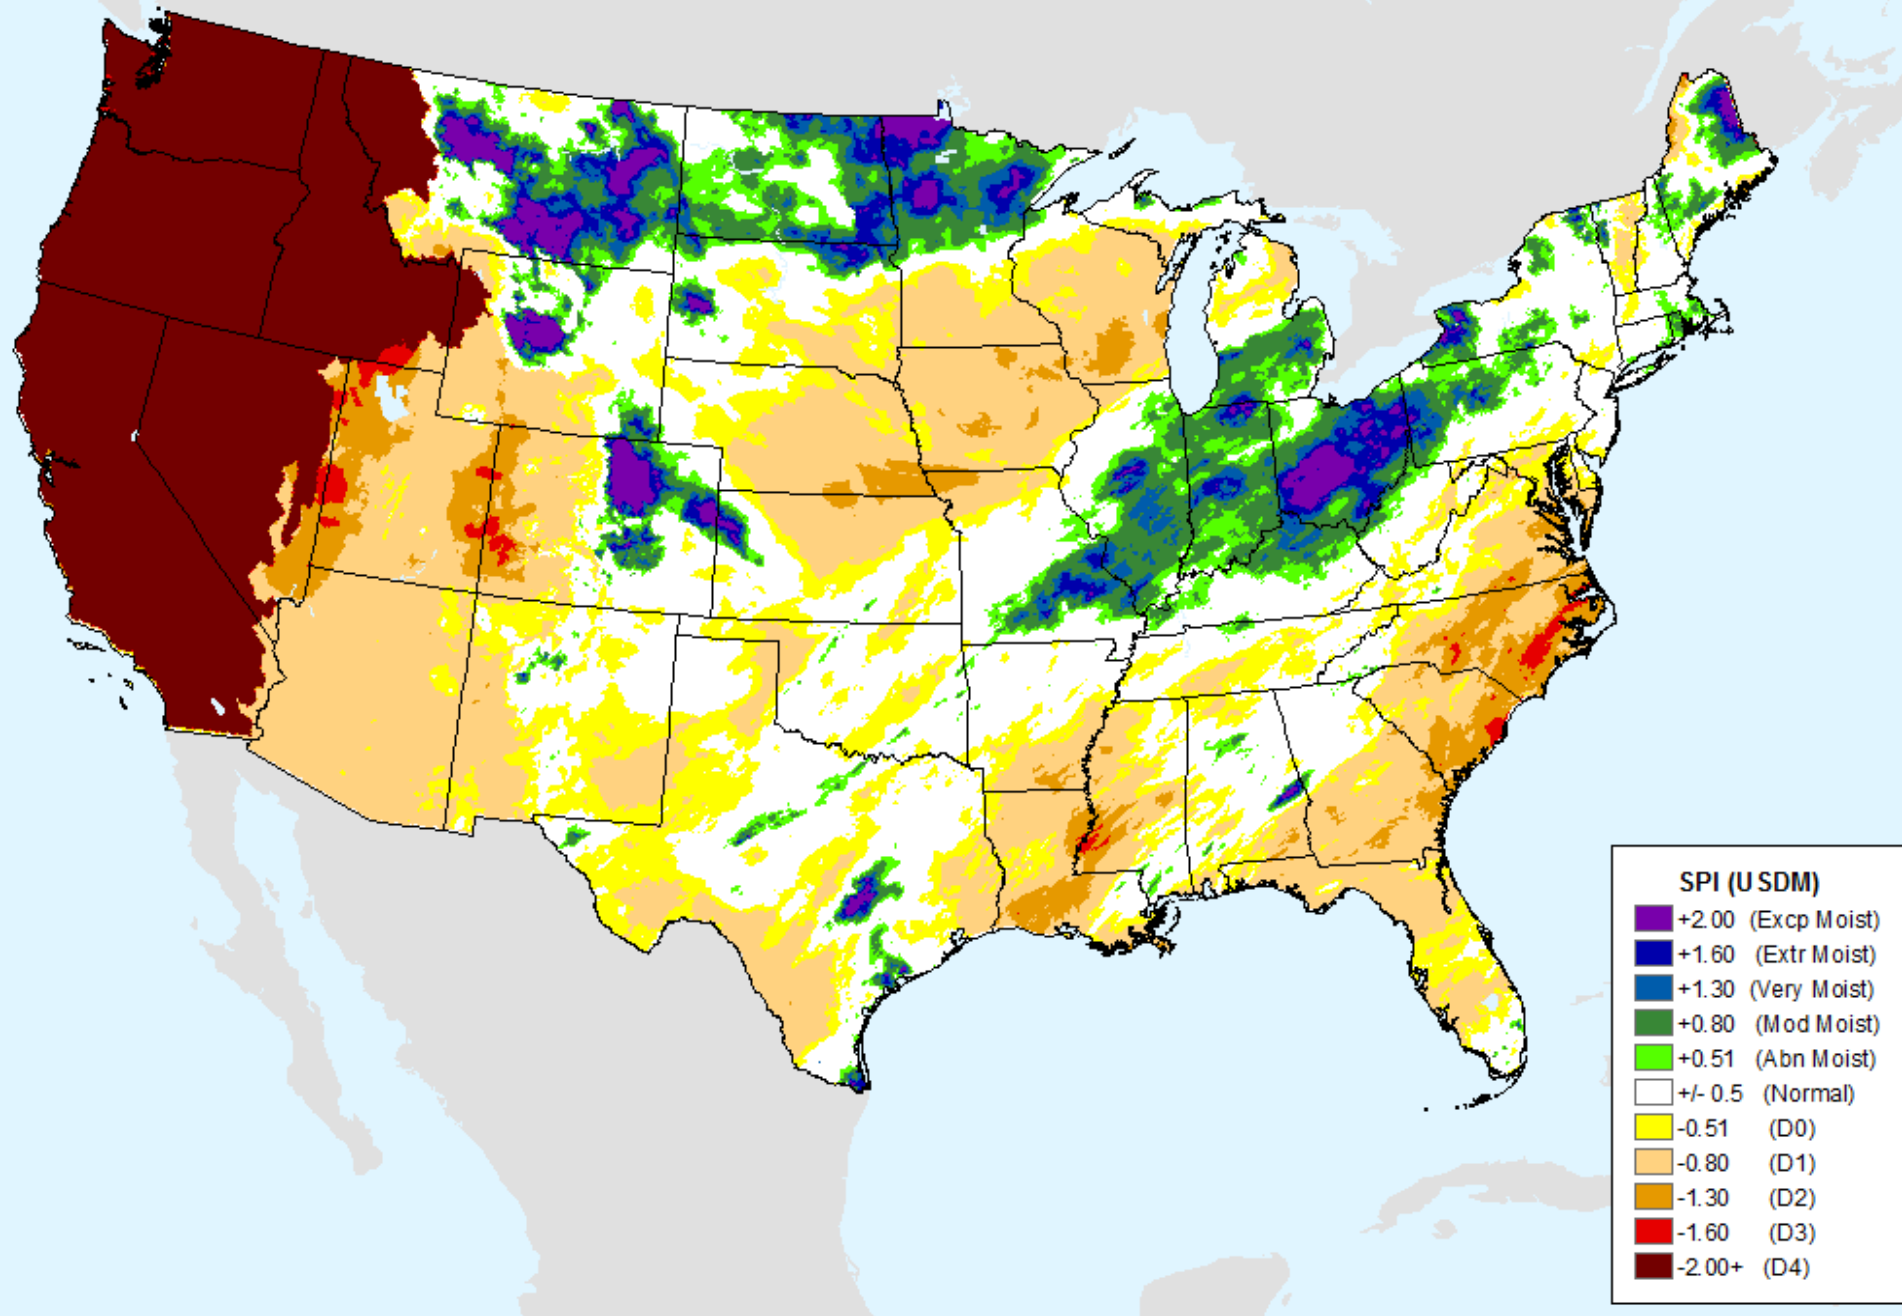 SPI (USDM)
+2.00 (Excp Moist)
+1.60 (Extr Moist)
+1.30 (Very Moist)
+0.80 (Mod Moist)
+0.51 (Abn Moist)
+/- 0.5 (Normal)
-0.51 (D0)
-0.80 (D1)
-1.30 (D2)
-1.60 (D3)
-2.00+ (D4)